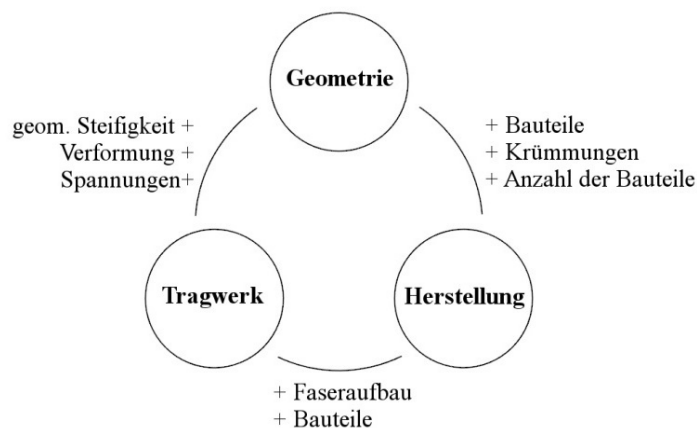 Geometrie
geom. Steifigkeit +
Verformung +
Spannungen+
+ Bauteile
+ Krümmungen
+ Anzahl der Bauteile
Tragwerk
Herstellung
+ Faseraufbau
+ Bauteile